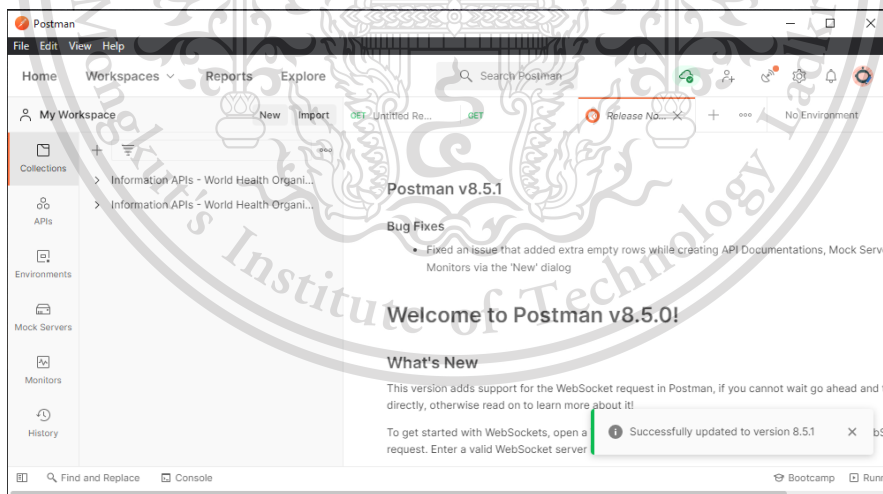 Postman
File Edit View Help
Home Workspaces Reports Explore Search Postman
My Workspace New Import GET Untitled Re... GET Release No... No Environment
Collections
Information APIs - World Health Organi...
Information APIs - World Health Organi...
APIs
Environments
Mock Servers
Monitors
History
Postman v8.5.1
Bug Fixes
Fixed an issue that added extra empty rows while creating API Documentations, Mock Serve
Monitors via the 'New' dialog
Welcome to Postman v8.5.0!
What's New
This version adds support for the WebSocket request in Postman, if you cannot wait go ahead and
directly, otherwise read on to learn more about it!
To get started with WebSockets, open a
request. Enter a valid WebSocket server
Successfully updated to version 8.5.1
Find and Replace Console Bootcamp Runn
Mongkut's Institute of Technology